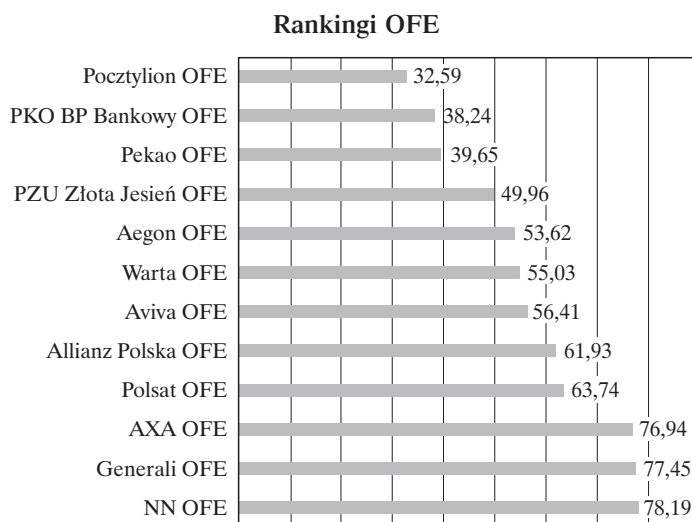 Rankingi OFE
Pocztylion OFE 32,59
PKO BP Bankowy OFE 38,24
Pekao OFE 39,65
PZU Złota Jesień OFE 49,96
Aegon OFE 53,62
Warta OFE 55,03
Aviva OFE 56,41
Allianz Polska OFE 61,93
Polsat OFE 63,74
AXA OFE 76,94
Generali OFE 77,45
NN OFE 78,19